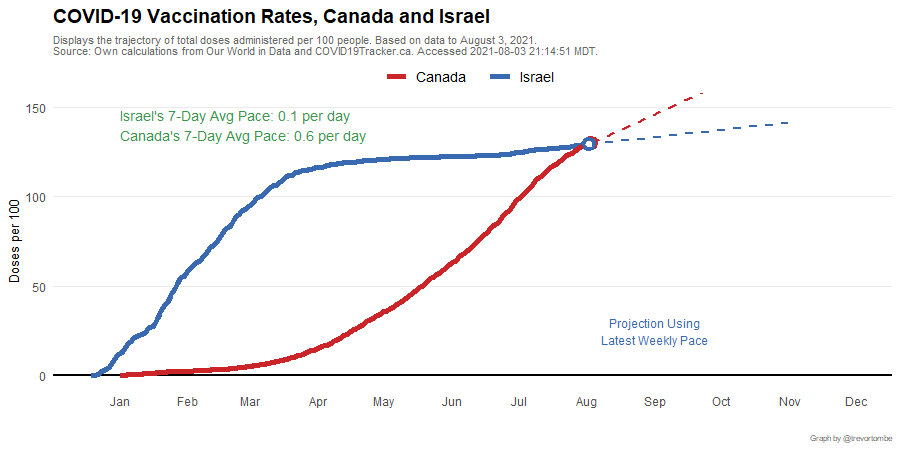 COVID-19 Vaccination Rates, Canada and Israel
Displays the trajectory of total doses administered per 100 people. Based on data to August 3, 2021.
Source: Own calculations from Our World in Data and COVID19Tracker.ca. Accessed 2021-08-03 21:14:51 MDT.
Canada Israel
Israel's 7-Day Avg Pace: 0.1 per day
Canada's 7-Day Avg Pace: 0.6 per day
Doses per 100
150
100
50
0
Projection Using
Latest Weekly Pace
Jan Feb Mar Apr May Jun Jul Aug Sep Oct Nov Dec
Graph by @trevortombe